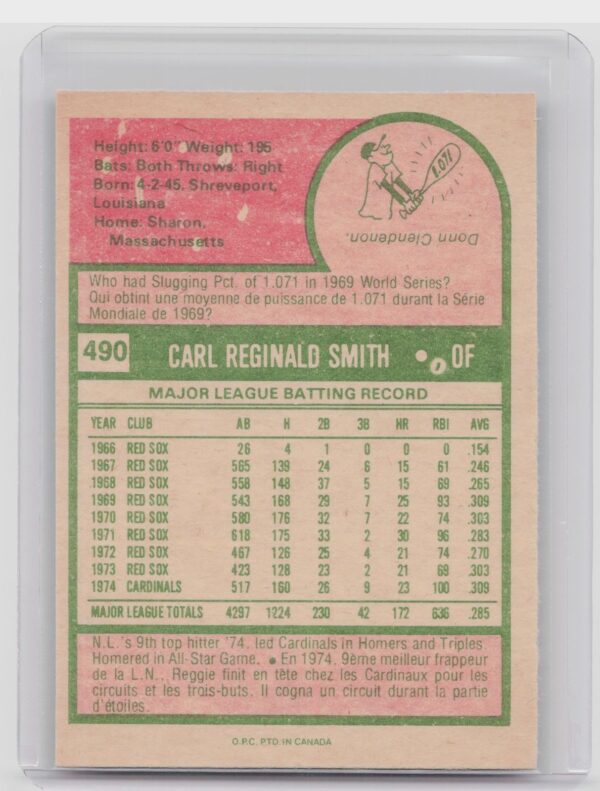 Height: 6'0" Weight: 195
Bats: Both Throws: Right
Born: 4-2-45, Shreveport,
Louisiana
Home: Sharon,
Massachusetts
1.071
Donn Clendenon.
Who had Slugging Pct. of 1.071 in 1969 World Series?
Qui obtint une moyenne de puissance de 1.071 durant la Série
Mondiale de 1969?
490 CARL REGINALD SMITH • OF
MAJOR LEAGUE BATTING RECORD
YEAR CLUB AB H 2B 3B HR RBI AVG
1966 RED SOX 26 4 1 0 0 0 .154
1967 RED SOX 565 139 24 6 15 61 .246
1968 RED SOX 558 148 37 5 15 69 .265
1969 RED SOX 543 168 29 7 25 93 .309
1970 RED SOX 580 176 32 7 22 74 .303
1971 RED SOX 618 175 33 2 30 96 .283
1972 RED SOX 467 126 25 4 21 74 .270
1973 RED SOX 423 128 23 2 21 69 .303
1974 CARDINALS 517 160 26 9 23 100 .309
MAJOR LEAGUE TOTALS 4297 1224 230 42 172 636 .285
N.L.'s 9th top hitter '74, led Cardinals in Homers and Triples.
Homered in All-Star Game. • En 1974, 9ème meilleur frappeur
de la L.N., Reggie finit en tête chez les Cardinaux pour les
circuits et les trois-buts. Il cogna un circuit durant la partie
d'étoiles.
O.P.C. PTD. IN CANADA